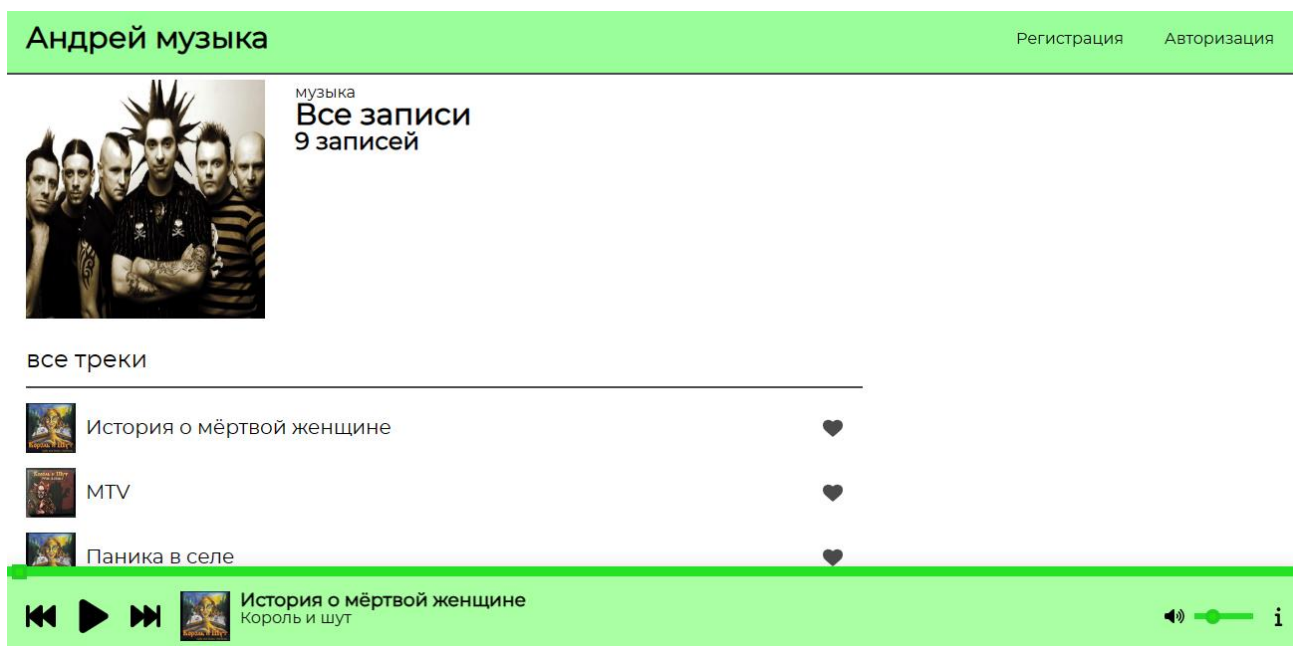 Андрей музыка
Регистрация
Авторизация
музыка
Все записи
9 записей
все треки
История о мёртвой женщине
MTV
Паника в селе
История о мёртвой женщине
Король и шут